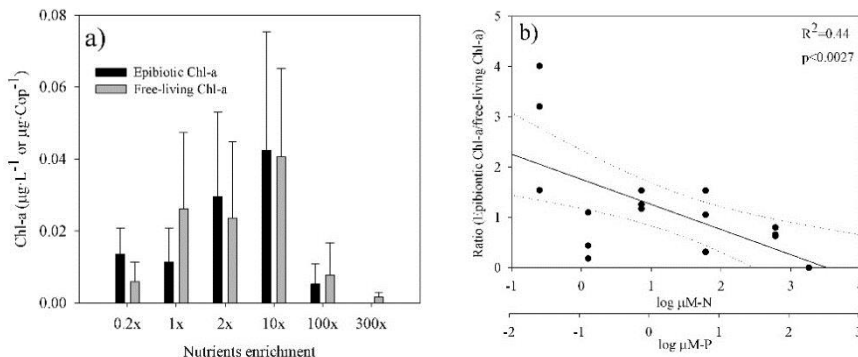 a)
0.08
0.06
0.04
0.02
0.00
Chl-a (µg·L⁻¹ or µg·Cop⁻¹)
Epibiotic Chl-a
Free-living Chl-a
0.2x 1x 2x 10x 100x 300x
Nutrients enrichment
b)
R²=0.44
p<0.0027
5
4
3
2
1
0
Ratio (Epibiontic Chl-a/free-living Chl-a)
-1 0 1 2 3 4
log µM-N
-2 -1 0 1 2 3
log µM-P